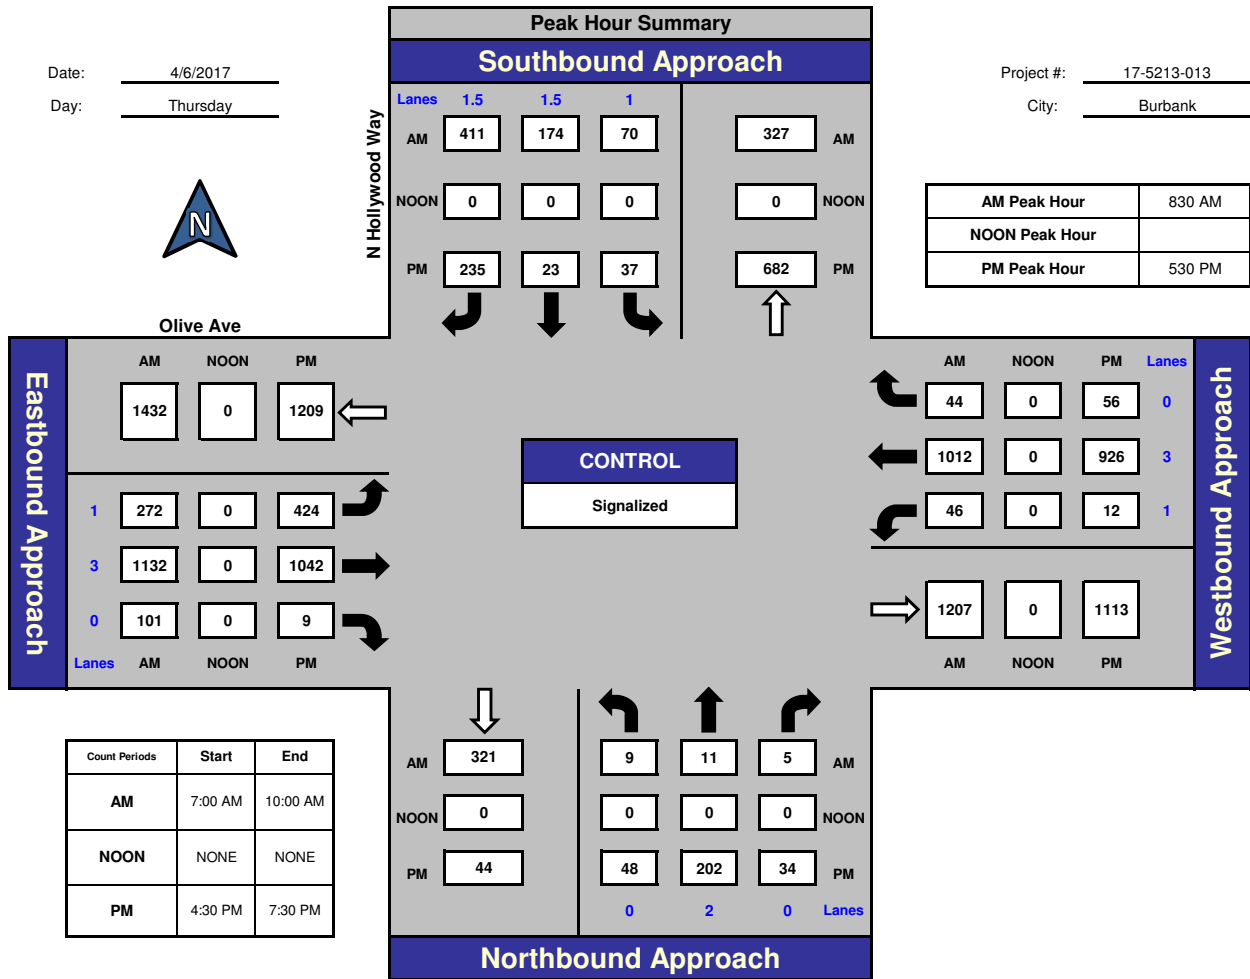 Peak Hour Summary
Southbound Approach
Date: 4/6/2017
Day: Thursday
Project #: 17-5213-013
City: Burbank
N Hollywood Way
Lanes 1.5 1.5 1
AM 411 174 70 327 AM
NOON 0 0 0 0 NOON
PM 235 23 37 682 PM
N
AM Peak Hour 830 AM
NOON Peak Hour
PM Peak Hour 530 PM
Olive Ave
Eastbound Approach
AM NOON PM
1432 0 1209
1 272 0 424
3 1132 0 1042
0 101 0 9
Lanes AM NOON PM
CONTROL
Signalized
AM NOON PM Lanes
44 0 56 0
1012 0 926 3
46 0 12 1
1207 0 1113
AM NOON PM
Westbound Approach
Count Periods Start End
AM 7:00 AM 10:00 AM
NOON NONE NONE
PM 4:30 PM 7:30 PM
AM 321 9 11 5 AM
NOON 0 0 0 0 NOON
PM 44 48 202 34 PM
0 2 0 Lanes
Northbound Approach